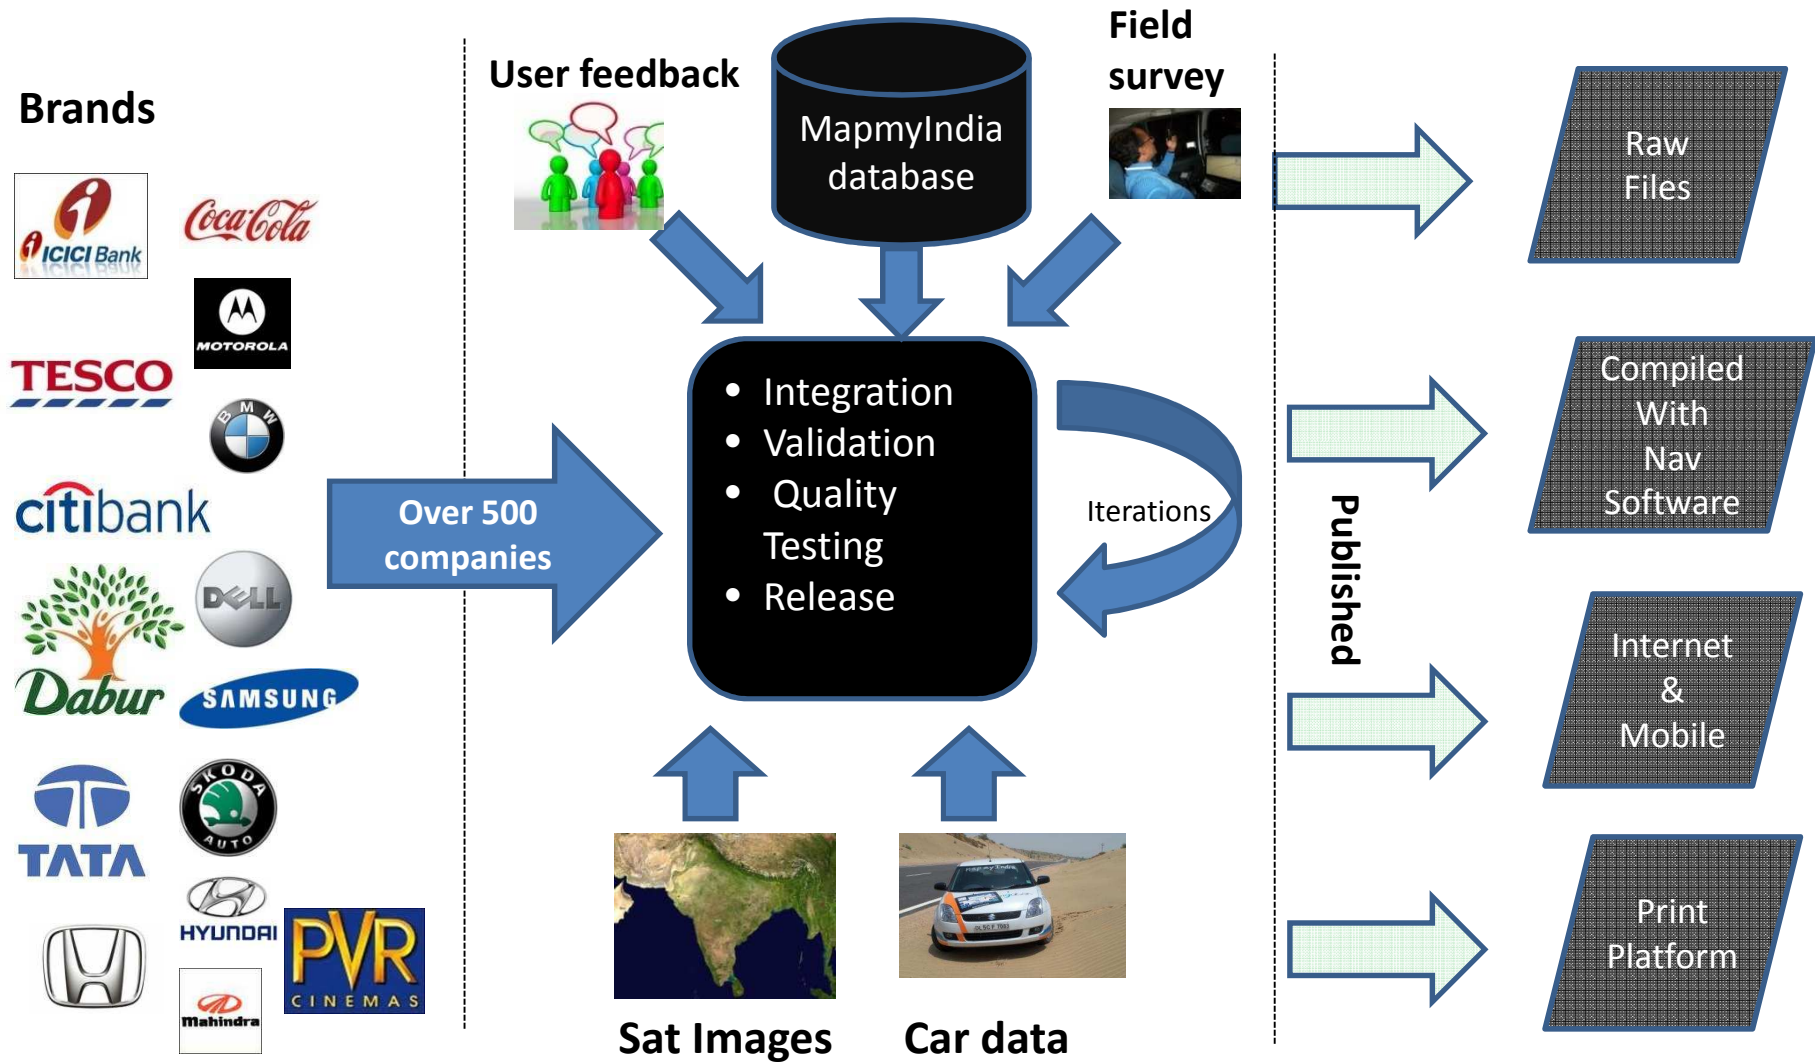 Brands
ICICI Bank
Coca-Cola
MOTOROLA
TESCO
BMW
citibank
DELL
Dabur
SAMSUNG
TATA
SKODA
AUTO
HYUNDAI
PVR
CINEMAS
Mahindra
Over 500
companies
User feedback
MapmyIndia
database
Field
survey
• Integration
• Validation
• Quality
Testing
• Release
Iterations
Sat Images
Car data
Published
Raw
Files
Compiled
With
Nav
Software
Internet
&
Mobile
Print
Platform